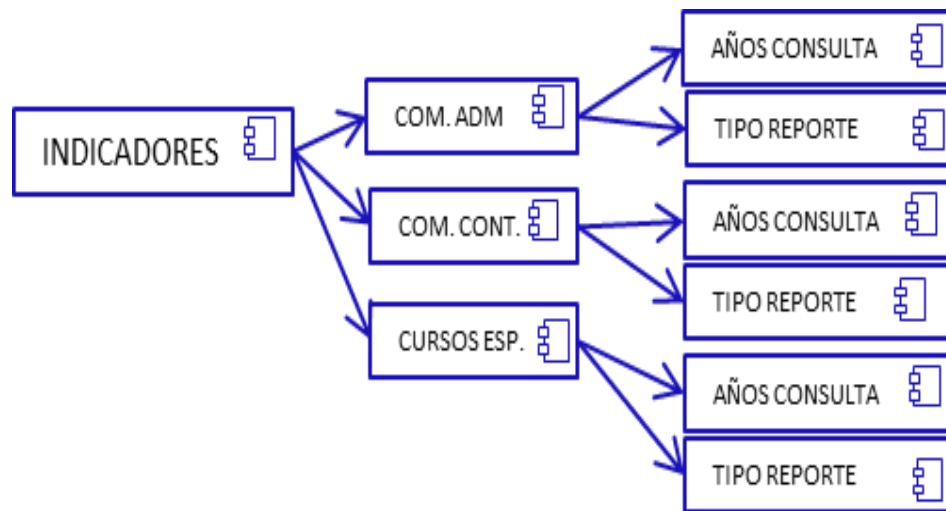 INDICADORES
COM. ADM
AÑOS CONSULTA
TIPO REPORTE
COM. CONT.
AÑOS CONSULTA
TIPO REPORTE
CURSOS ESP.
AÑOS CONSULTA
TIPO REPORTE